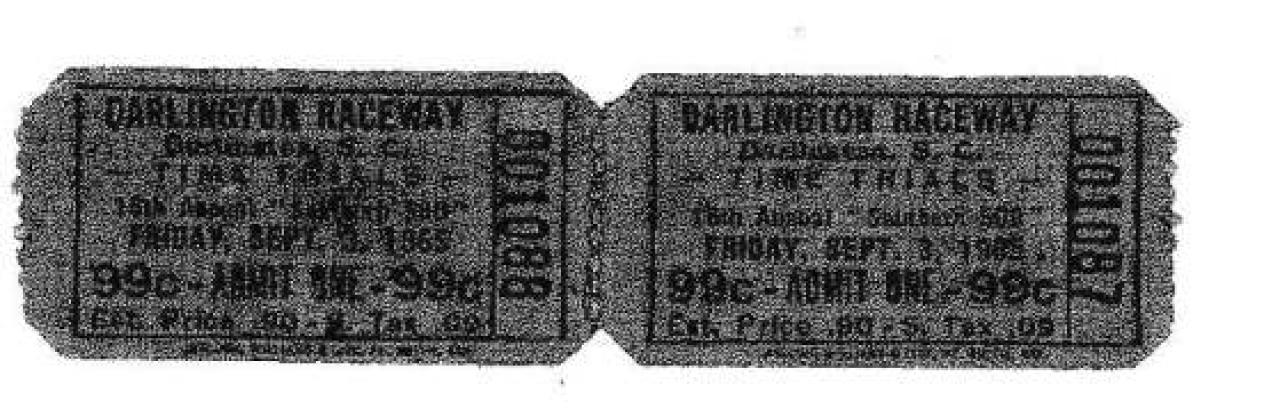 DARLINGTON RACEWAY
Darlington, S. C.
- TIME TRIALS -
16th Annual "Southern 500"
FRIDAY, SEPT. 3, 1965
99c - ADMIT ONE - 99c
Est. Price .90 - S. Tax .09
001088
DARLINGTON RACEWAY
Darlington, S. C.
- TIME TRIALS -
16th Annual "Southern 500"
FRIDAY, SEPT. 3, 1965
99c - ADMIT ONE - 99c
Est. Price .90 - S. Tax .09
001087